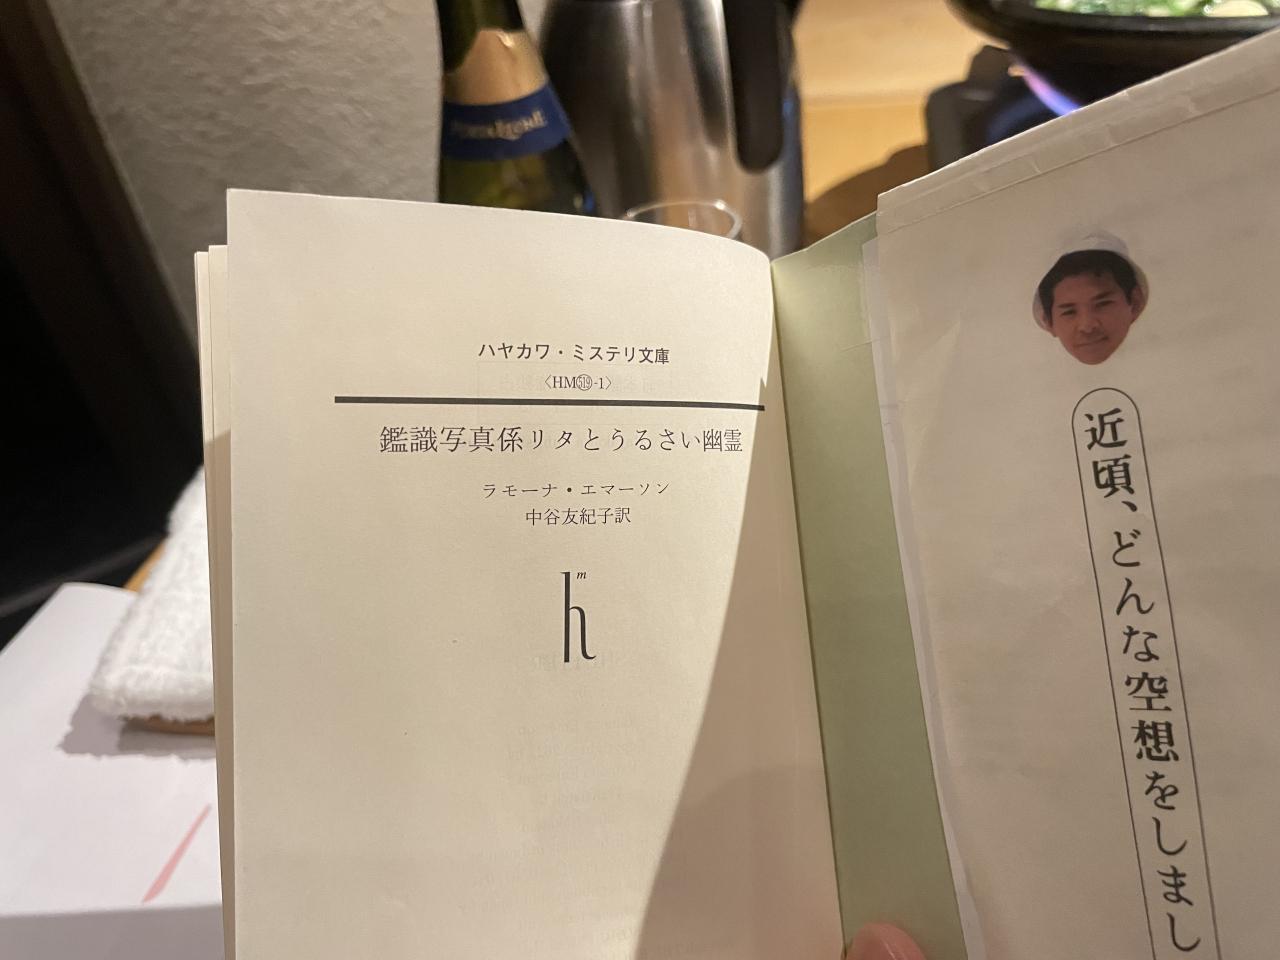 ハヤカワ・ミステリ文庫
〈HM519-1〉
鑑識写真係リタとうるさい幽霊
ラモーナ・エマーソン
中谷友紀子訳
hm
近頃、どんな空想をしまし